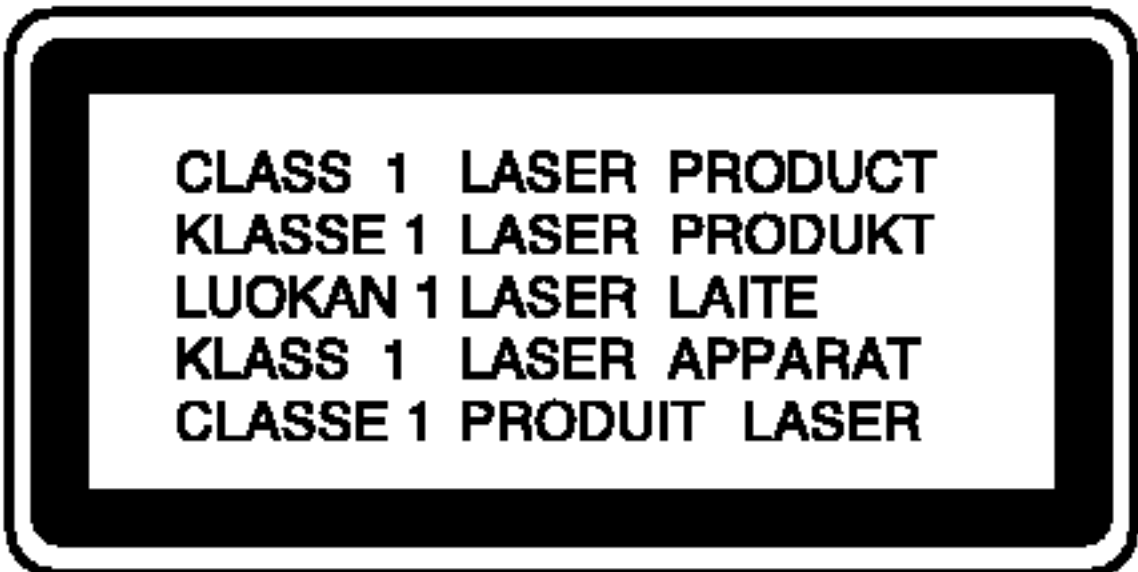 CLASS 1 LASER PRODUCT
KLASSE 1 LASER PRODUKT
LUOKAN 1 LASER LAITE
KLASS 1 LASER APPARAT
CLASSE 1 PRODUIT LASER